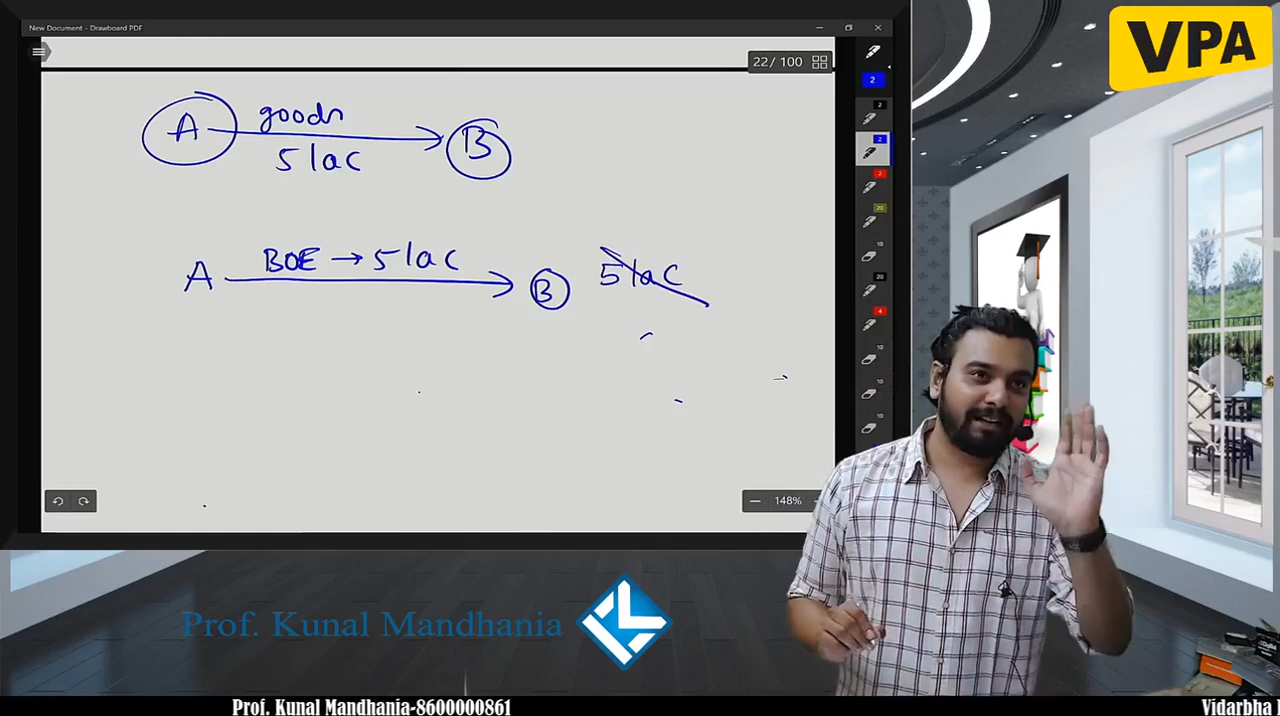 New Document - Drawboard PDF
VPA
22 / 100
2
A goods B
5 lac
A BOE → 5 lac B 5 lac
148%
Prof. Kunal Mandhania
Prof. Kunal Mandhania-8600000861
Vidarbha